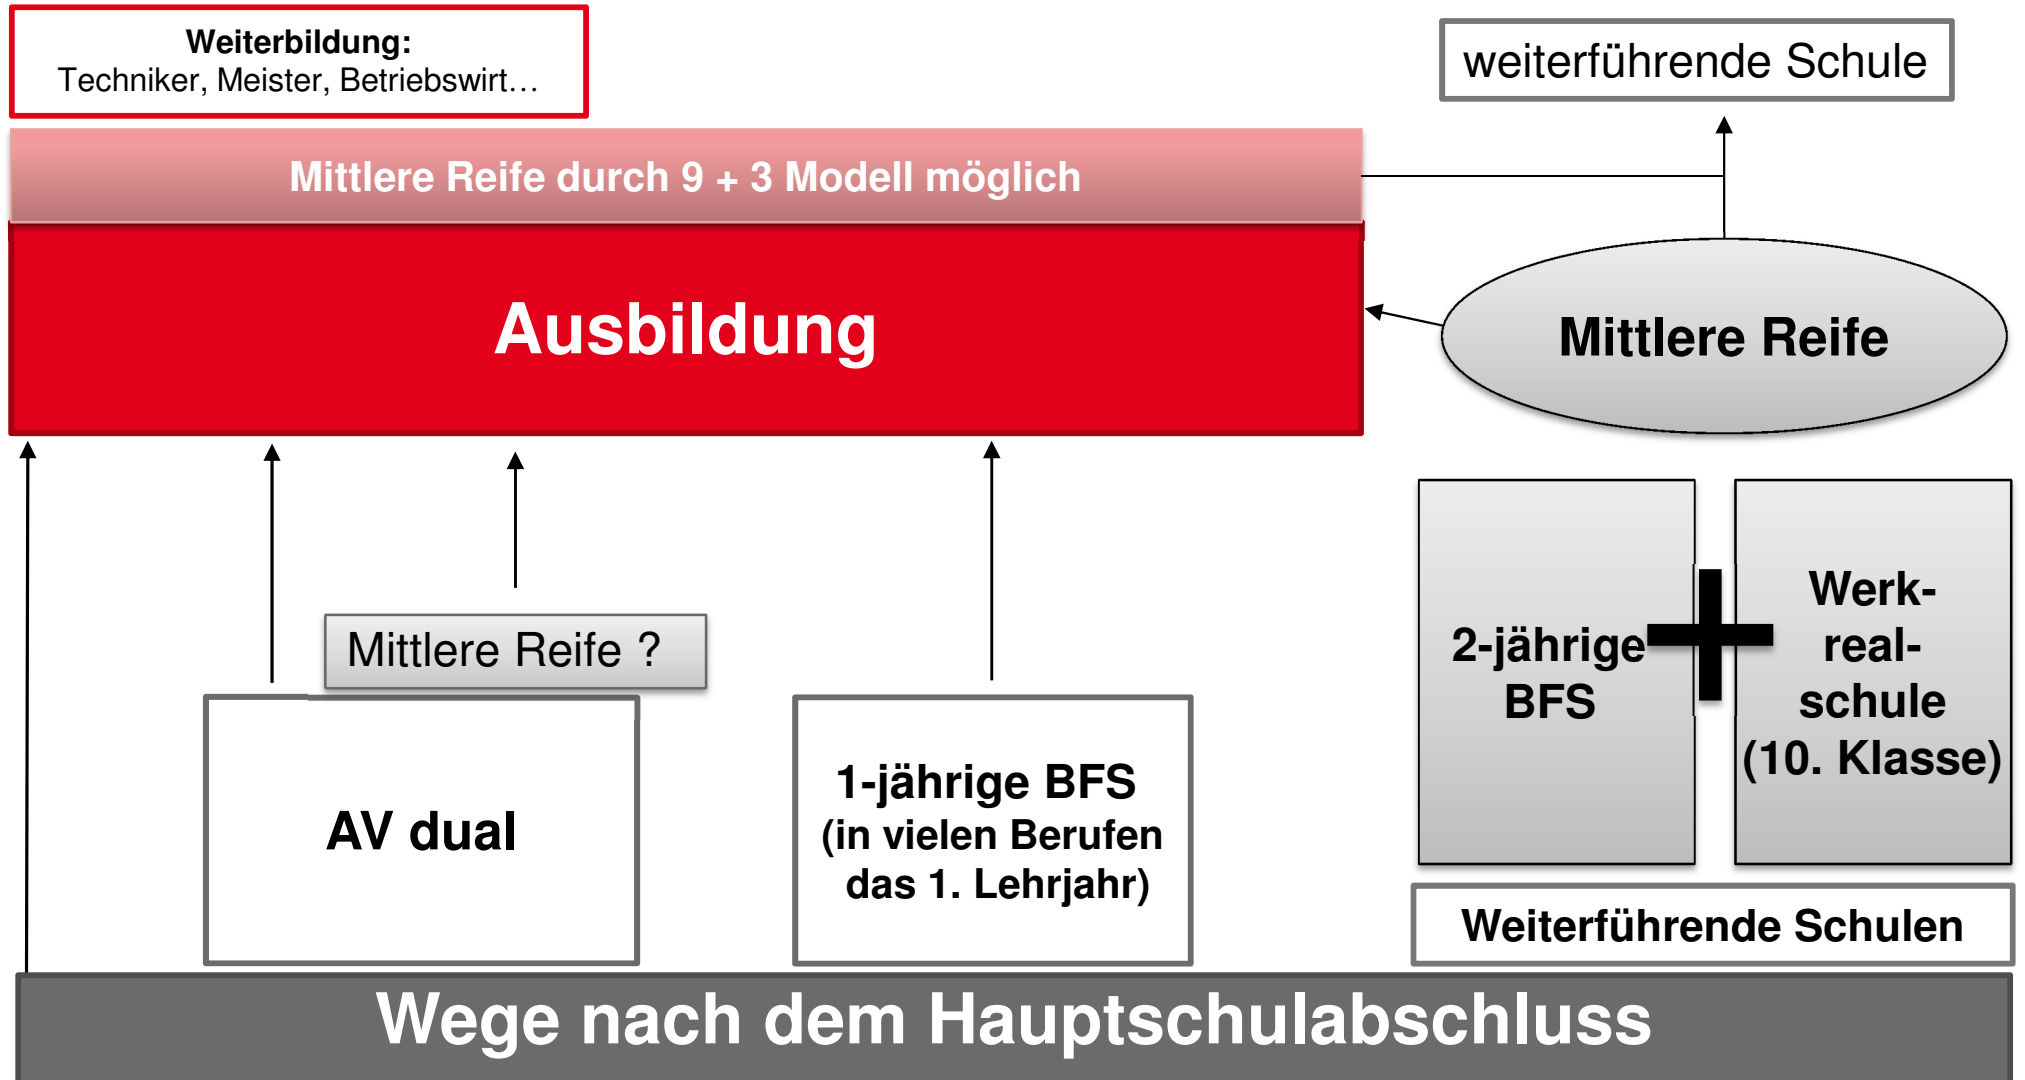 Weiterbildung:
Techniker, Meister, Betriebswirt…
weiterführende Schule
Mittlere Reife durch 9 + 3 Modell möglich
Ausbildung
Mittlere Reife
Mittlere Reife ?
AV dual
1-jährige BFS
(in vielen Berufen
das 1. Lehrjahr)
2-jährige
BFS
+
Werk-
real-
schule
(10. Klasse)
Weiterführende Schulen
Wege nach dem Hauptschulabschluss